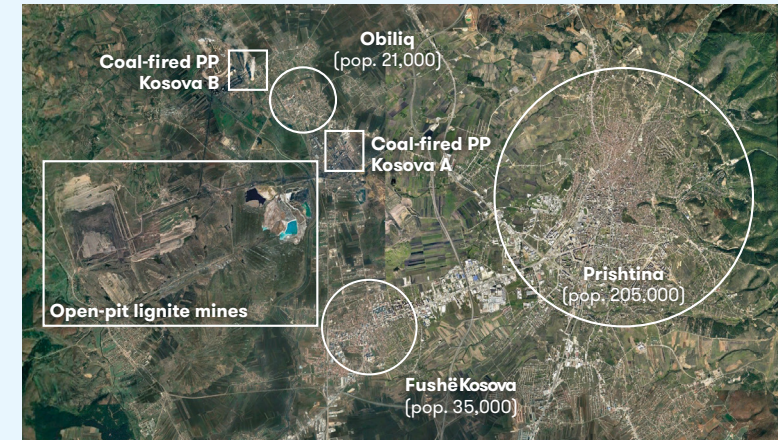 Obiliq
(pop. 21,000)
Coal-fired PP
Kosova B
Coal-fired PP
Kosova A
Prishtina
(pop. 205,000)
Open-pit lignite mines
FushëKosova
(pop. 35,000)